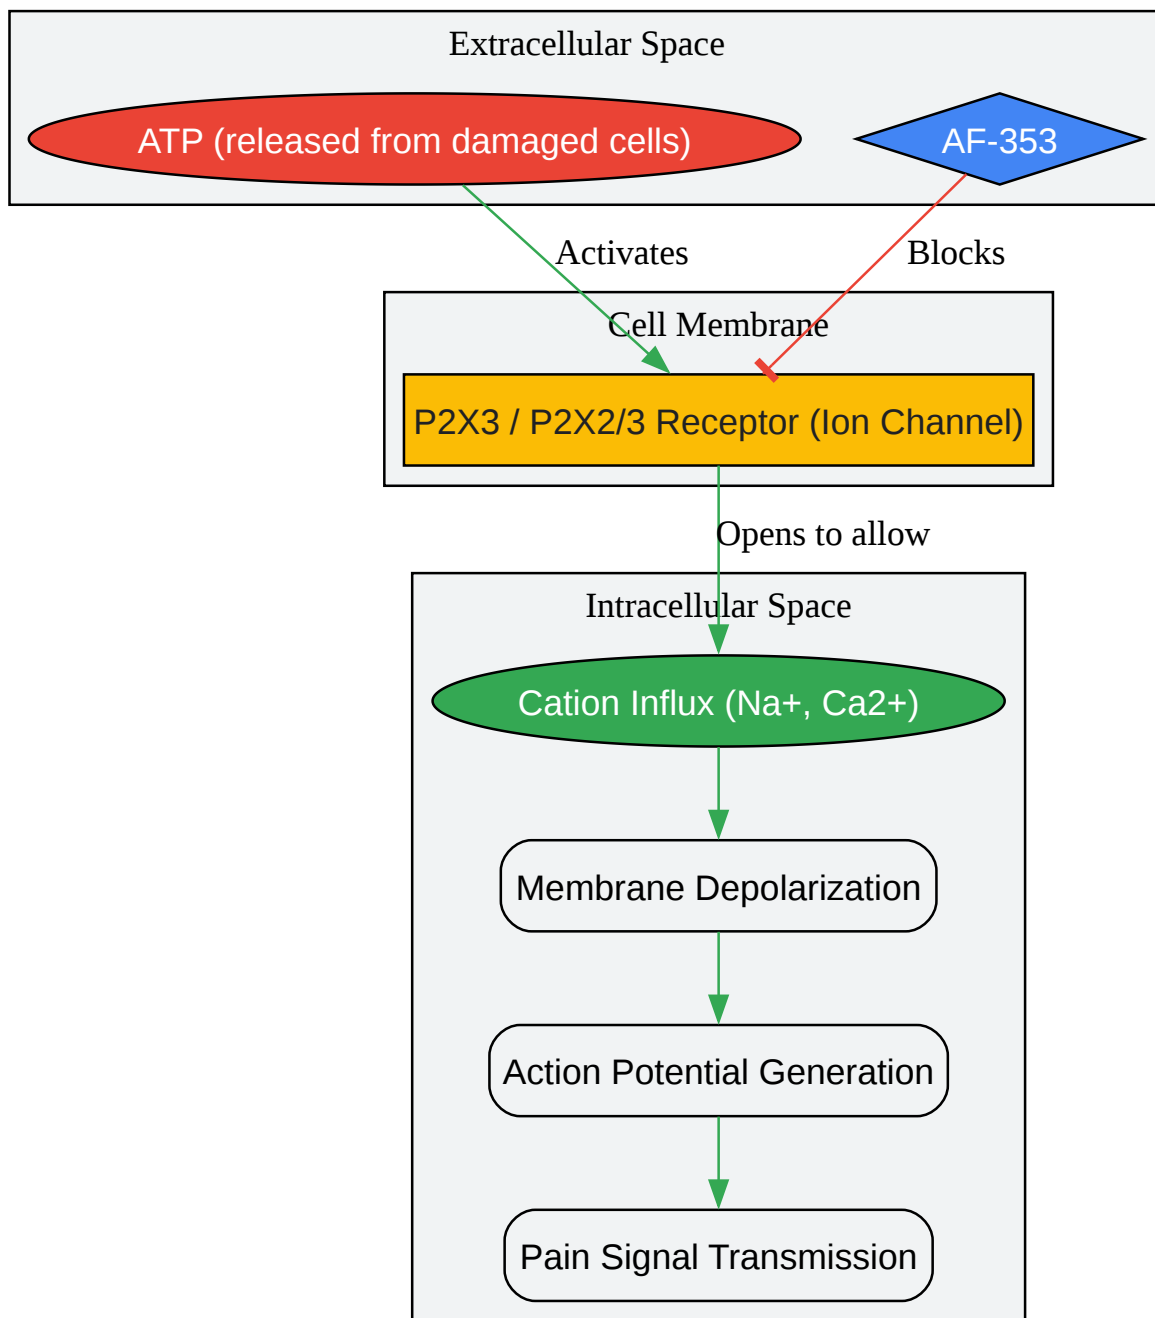 Extracellular Space
ATP (released from damaged cells)
AF-353
Activates
Blocks
Cell Membrane
P2X3 / P2X2/3 Receptor (Ion Channel)
Opens to allow
Intracellular Space
Cation Influx (Na+, Ca2+)
Membrane Depolarization
Action Potential Generation
Pain Signal Transmission